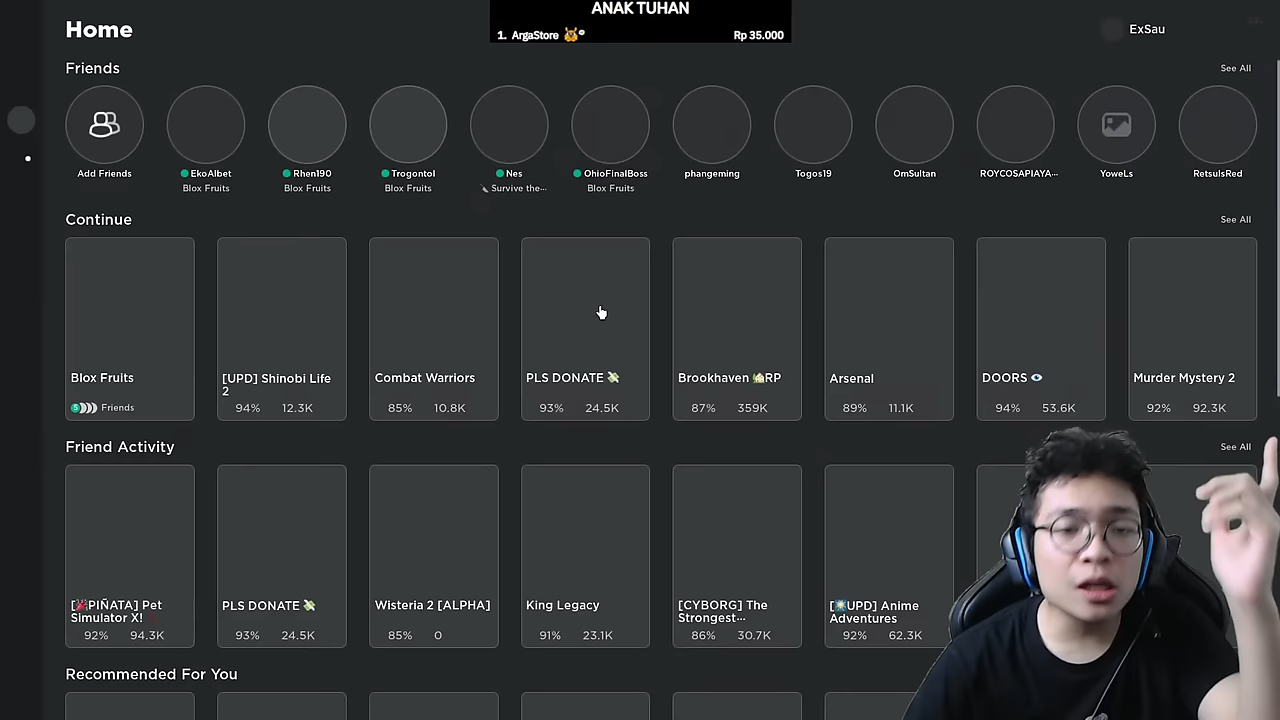 ANAK TUHAN
1. ArgaStore 🐯 Rp 35.000
Home
ExSau
Friends
See All
Add Friends
EkoAlbet
Blox Fruits
Rhen190
Blox Fruits
Trogontol
Blox Fruits
Nes
🔪 Survive the...
OhioFinalBoss
Blox Fruits
phangeming
Togos19
OmSultan
ROYCOSAPIAYA...
YoweLs
RetsulsRed
Continue
See All
Blox Fruits
5 Friends
[UPD] Shinobi Life
2
94% 12.3K
Combat Warriors
85% 10.8K
PLS DONATE 💸
93% 24.5K
Brookhaven 🏡RP
87% 359K
Arsenal
89% 11.1K
DOORS 👁️
94% 53.6K
Murder Mystery 2
92% 92.3K
Friend Activity
See All
[🎉PIÑATA] Pet
Simulator X!
92% 94.3K
PLS DONATE 💸
93% 24.5K
Wisteria 2 [ALPHA]
85% 0
King Legacy
91% 23.1K
[CYBORG] The
Strongest...
86% 30.7K
[🎆UPD] Anime
Adventures
92% 62.3K
Recommended For You